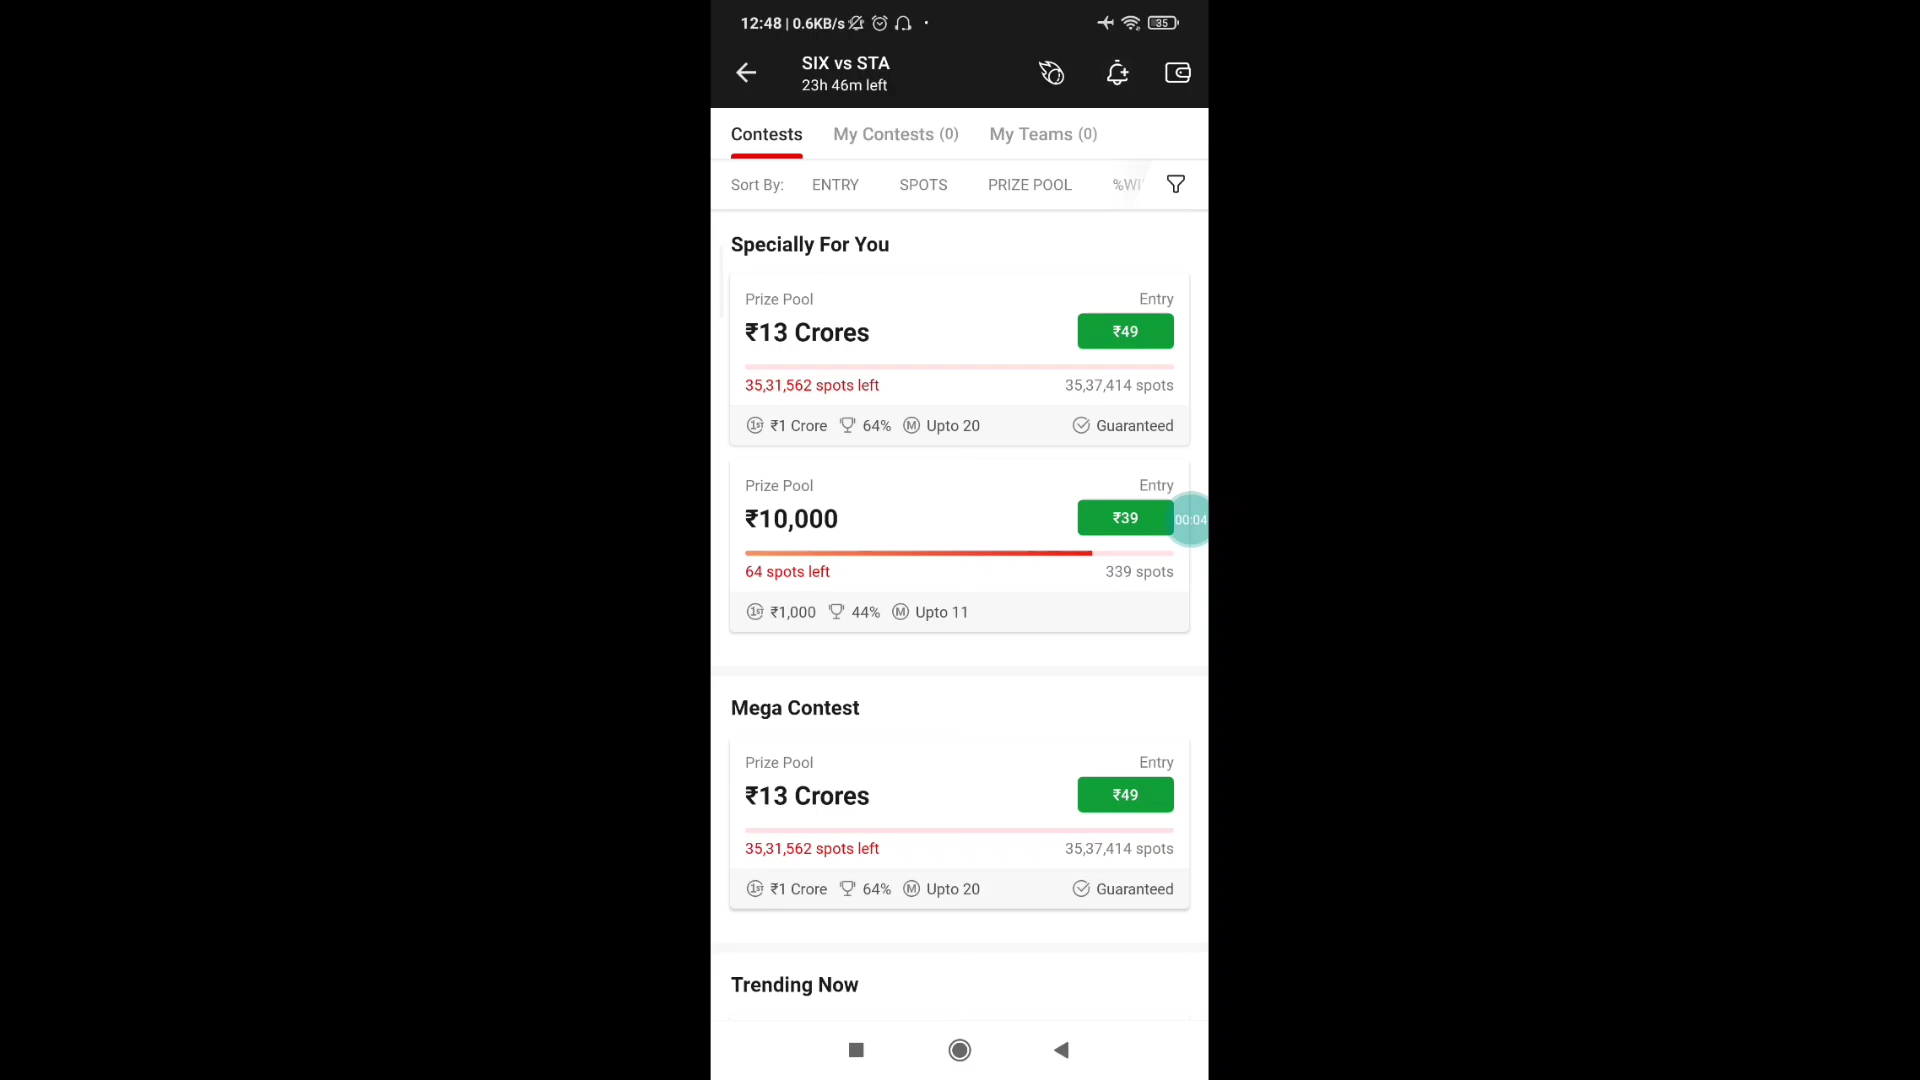 12:48 | 0.6KB/s
35
SIX vs STA
23h 46m left
Contests My Contests (0) My Teams (0)
Sort By: ENTRY SPOTS PRIZE POOL %WI
Specially For You
Prize Pool Entry
₹13 Crores ₹49
35,31,562 spots left 35,37,414 spots
1ST ₹1 Crore 64% M Upto 20 Guaranteed
Prize Pool Entry
₹10,000 ₹39 00:04
64 spots left 339 spots
1ST ₹1,000 44% M Upto 11
Mega Contest
Prize Pool Entry
₹13 Crores ₹49
35,31,562 spots left 35,37,414 spots
1ST ₹1 Crore 64% M Upto 20 Guaranteed
Trending Now